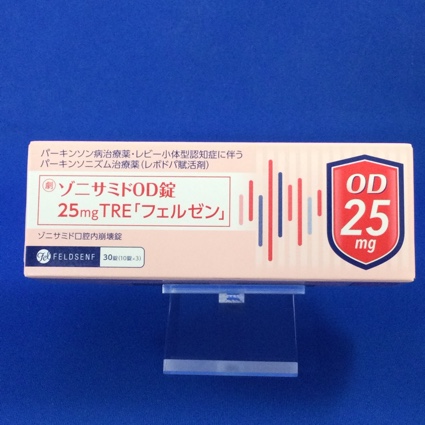 パーキンソン病治療薬・レビー小体型認知症に伴う
パーキンソニズム治療薬(レボドパ賦活剤)
劇 ゾニサミドOD錠
25mgTRE「フェルゼン」
ゾニサミド口腔内崩壊錠
Fel FELDSENF 30錠(10錠×3)
OD
25
mg